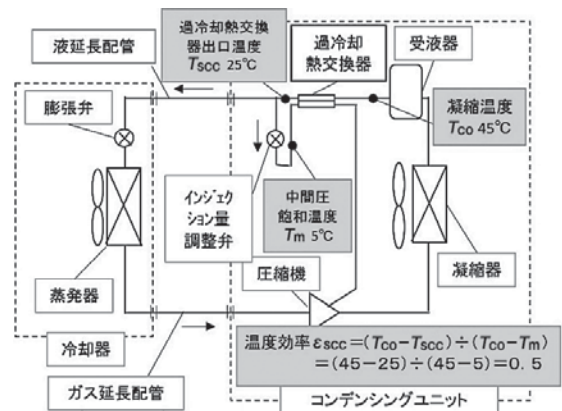 液延長配管
過冷却熱交換
器出口温度
TSCC 25℃
過冷却
熱交換器
受液器
膨張弁
凝縮温度
TCO 45℃
インジェク
ション量
調整弁
中間圧
飽和温度
Tm 5℃
圧縮機
凝縮器
蒸発器
冷却器
温度効率εSCC=(TCO−TSCC)÷(TCO−Tm)
=(45−25)÷(45−5)=0.5
ガス延長配管
コンデンシングユニット